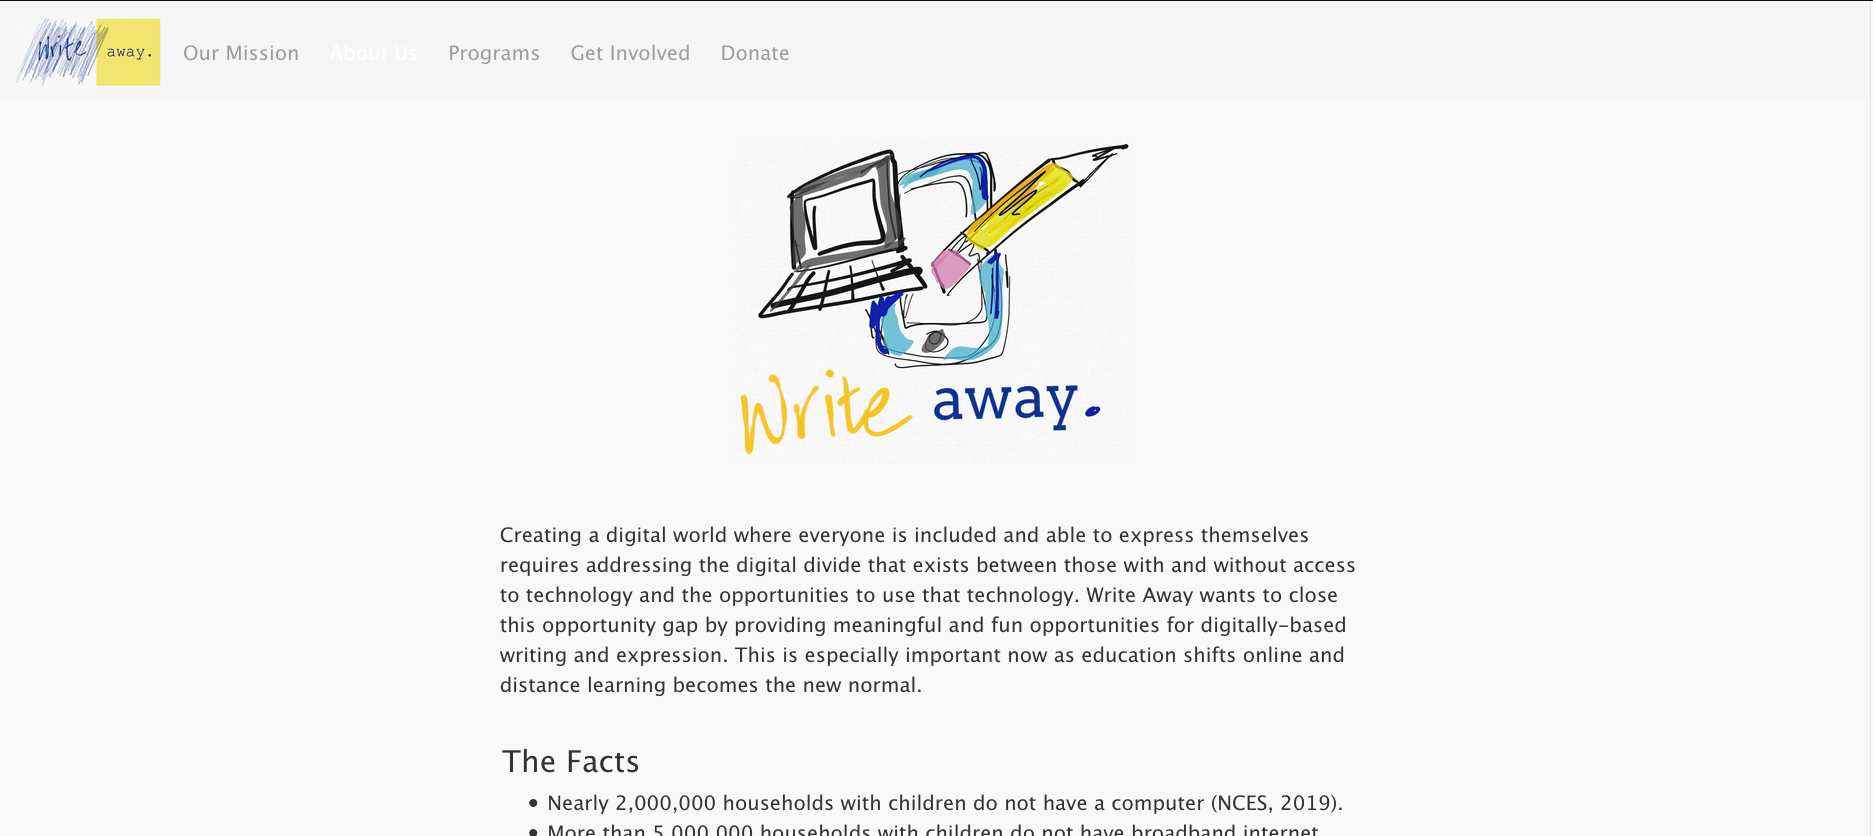 Write away.
Our Mission About Us Programs Get Involved Donate
Write away.
Creating a digital world where everyone is included and able to express themselves
requires addressing the digital divide that exists between those with and without access
to technology and the opportunities to use that technology. Write Away wants to close
this opportunity gap by providing meaningful and fun opportunities for digitally-based
writing and expression. This is especially important now as education shifts online and
distance learning becomes the new normal.
The Facts
• Nearly 2,000,000 households with children do not have a computer (NCES, 2019).
• More than 5,000,000 households with children do not have broadband internet